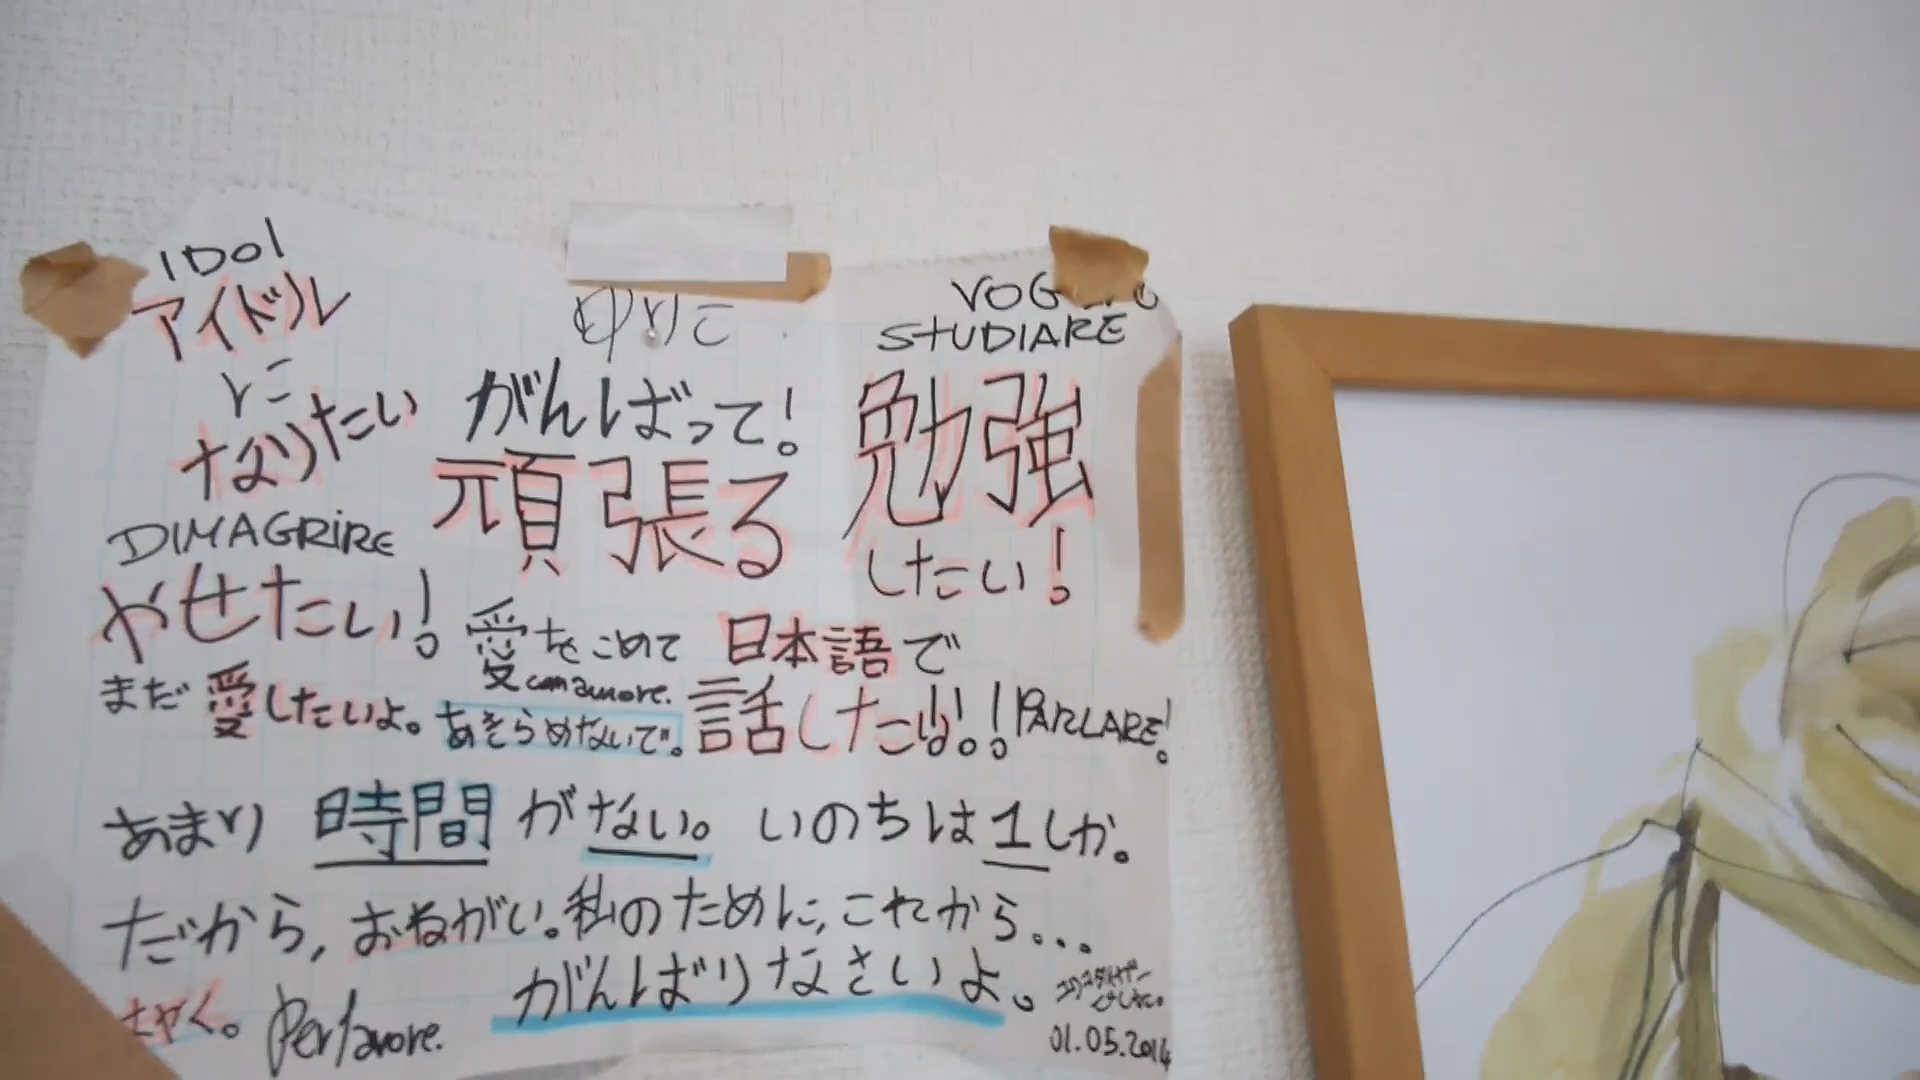 IDOL
アイドル
に
なりたい
DIMAGRIRE
やせたい!
まだ愛したいよ。
ゆりこ
がんばって!
頑張る
愛をこめて
con amore.
あきらめないで。
STUDIARE
勉強
したい!
日本語で
話したい!! PARLARE!
あまり 時間 がない。 いのちは1しか。
だから, おねがい。私のために, これから...
がんばりなさいよ。
Per favore.
01.05.2014